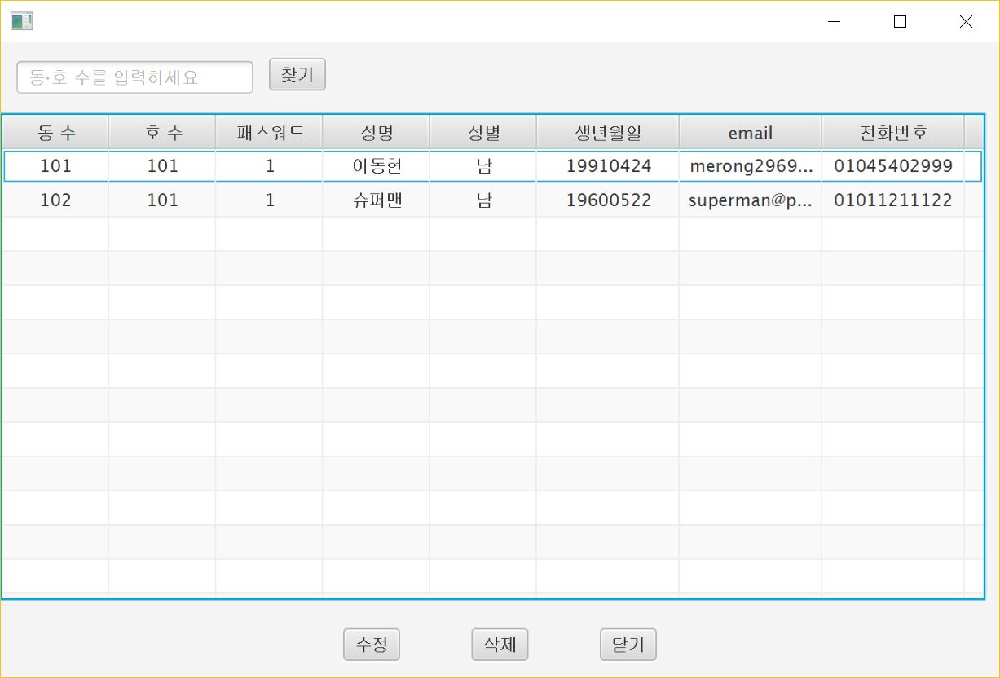 동·호 수를 입력하세요 찾기
동 수 호 수 패스워드 성명 성별 생년월일 email 전화번호
101 101 1 이동현 남 19910424 merong2969... 01045402999
102 101 1 슈퍼맨 남 19600522 superman@p... 01011211122
수정 삭제 닫기